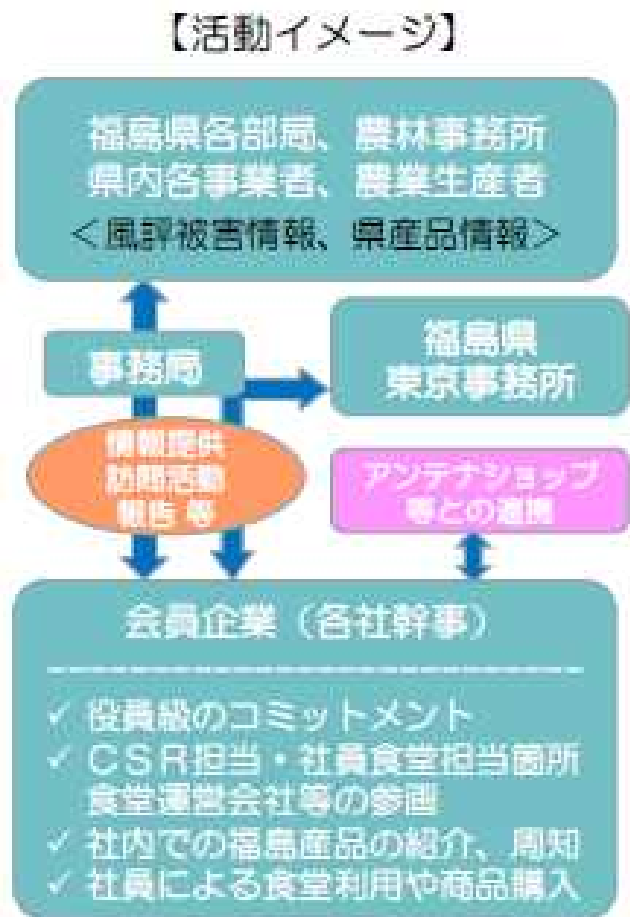 【活動イメージ】
福島県各部局、農林事務所
県内各事業者、農業生産者
＜風評被害情報、県産品情報＞
事務局
福島県
東京事務所
情報提供
訪問活動
報告 等
アンテナショップ
等との連携
会員企業（各社幹事）
✓ 役員級のコミットメント
✓ CSR担当・社員食堂担当箇所
食堂運営会社等の参画
✓ 社内での福島産品の紹介、周知
✓ 社員による食堂利用や商品購入